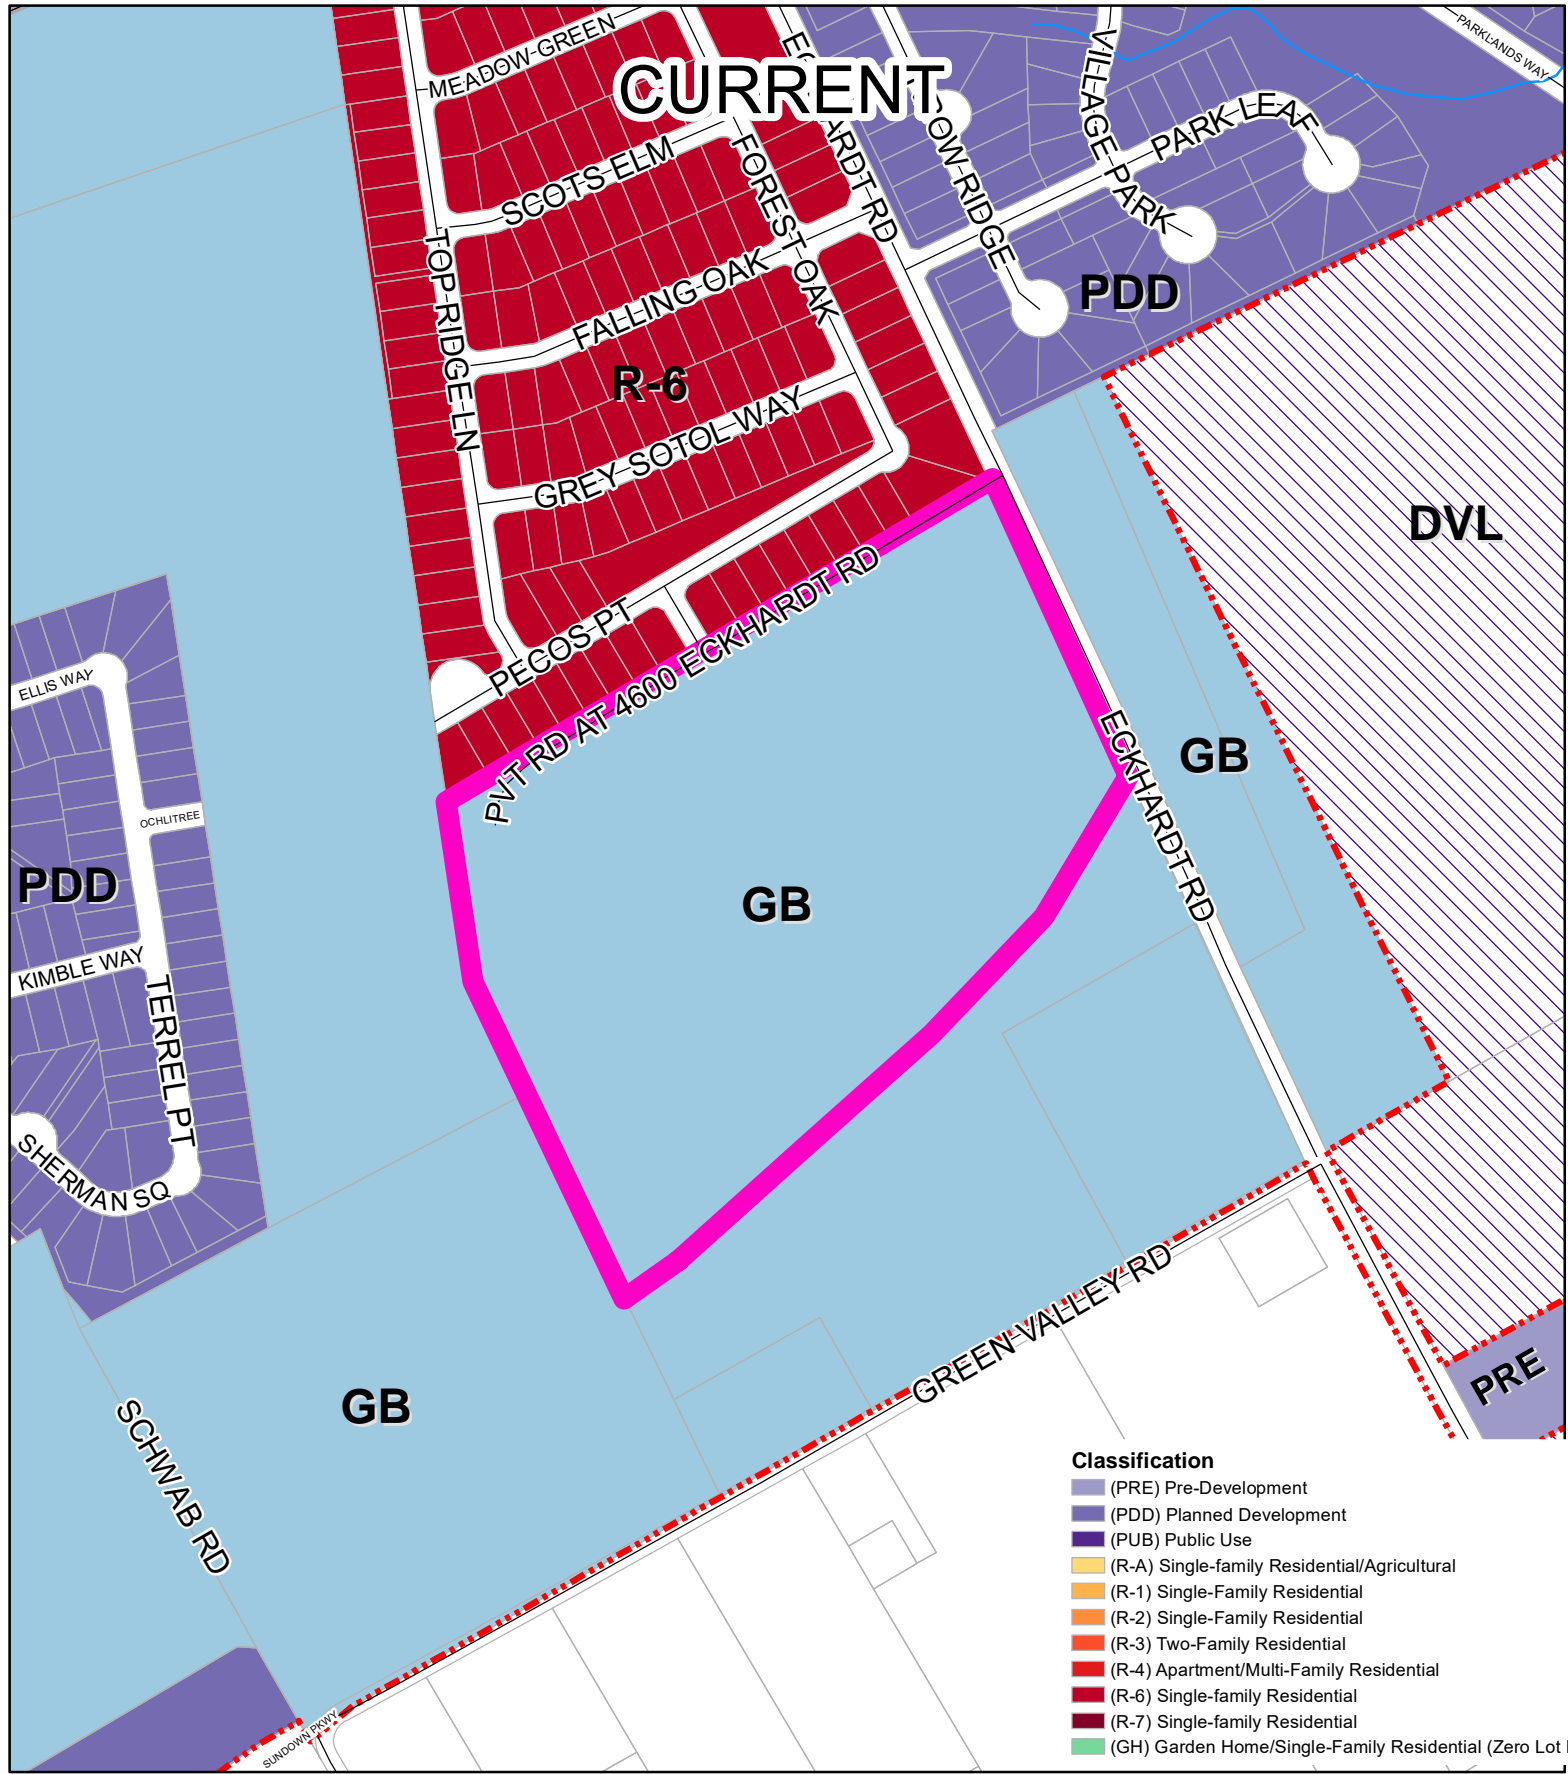 CURRENT
MEADOW GREEN
SCOTS ELM
FALLING OAK
FOREST OAK
TOP RIDGE LN
R-6
GREY SOTOL WAY
ECKHARDT RD
VILLAGE PARK
PARK LEAF
PARKLANDS WAY
PDD
DVL
PECOS PT
PVT RD AT 4600 ECKHARDT RD
ECKHARDT RD
GB
GB
ELLIS WAY
OCHLITREE
PDD
KIMBLE WAY
TERREL PT
SHERMAN SQ
GREEN VALLEY RD
GB
SCHWAB RD
PRE
SUNDOWN PKWY
Classification
(PRE) Pre-Development
(PDD) Planned Development
(PUB) Public Use
(R-A) Single-family Residential/Agricultural
(R-1) Single-Family Residential
(R-2) Single-Family Residential
(R-3) Two-Family Residential
(R-4) Apartment/Multi-Family Residential
(R-6) Single-family Residential
(R-7) Single-family Residential
(GH) Garden Home/Single-Family Residential (Zero Lot